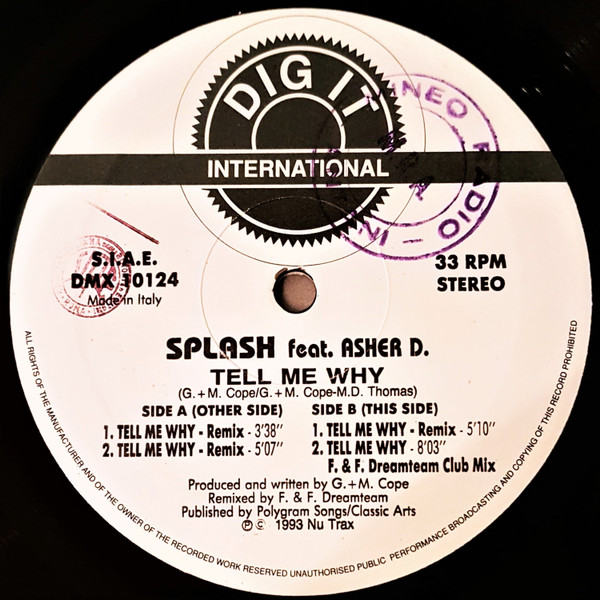 DIG IT
INTERNATIONAL
S.I.A.E.
DMX 10124
Made in Italy
33 RPM
STEREO
SPLASH feat. ASHER D.
TELL ME WHY
(G.+M. Cope/G.+M. Cope-M.D. Thomas)
SIDE A (OTHER SIDE)
1. TELL ME WHY - Remix - 3'38"
2. TELL ME WHY - Remix - 5'07"
SIDE B (THIS SIDE)
1. TELL ME WHY - Remix - 5'10"
2. TELL ME WHY - 8'03"
F. & F. Dreamteam Club Mix
Produced and written by G.+M. Cope
Remixed by F. & F. Dreamteam
Published by Polygram Songs/Classic Arts
℗ © 1993 Nu Trax
ALL RIGHTS OF THE MANUFACTURER AND OF THE OWNER OF THE RECORDED WORK RESERVED UNAUTHORISED PUBLIC PERFORMANCE BROADCASTING AND COPYING OF THIS RECORD PROHIBITED
RADIO